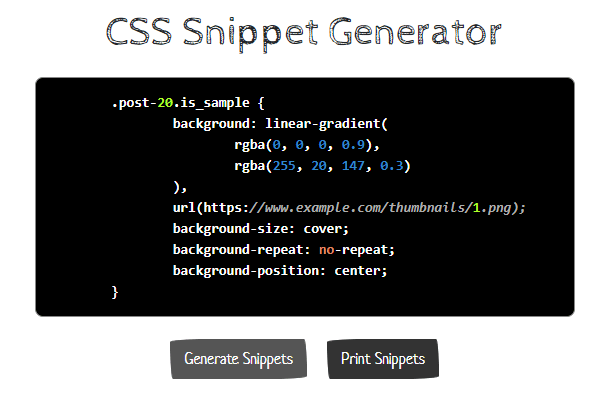 CSS Snippet Generator
.post-20.is_sample {
background: linear-gradient(
rgba(0, 0, 0, 0.9),
rgba(255, 20, 147, 0.3)
),
url(https://www.example.com/thumbnails/1.png);
background-size: cover;
background-repeat: no-repeat;
background-position: center;
}
Generate Snippets
Print Snippets